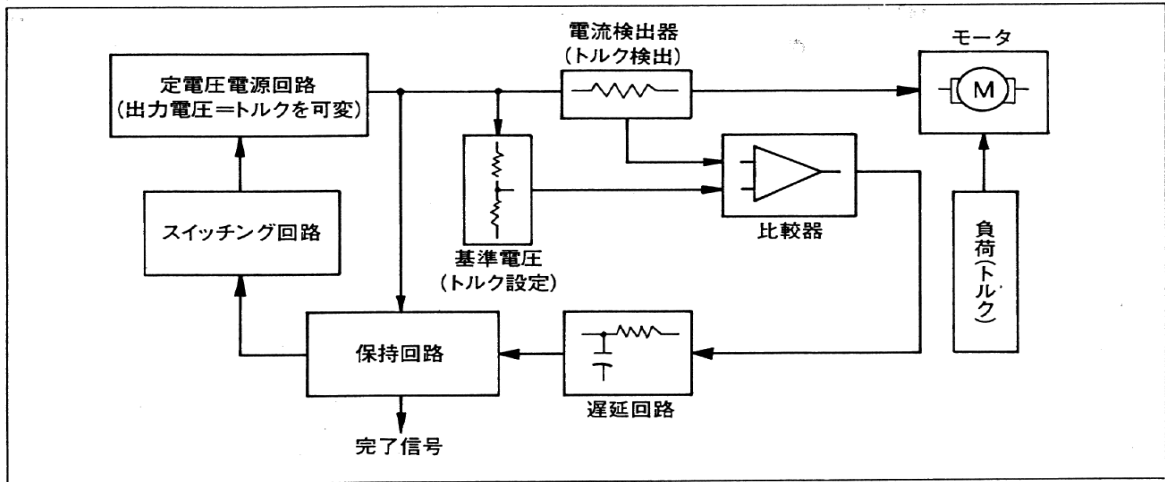 電流検出器
(トルク検出)
モータ
定電圧電源回路
(出力電圧=トルクを可変)
M
スイッチング回路
基準電圧
(トルク設定)
比較器
負荷(トルク)
保持回路
遅延回路
完了信号